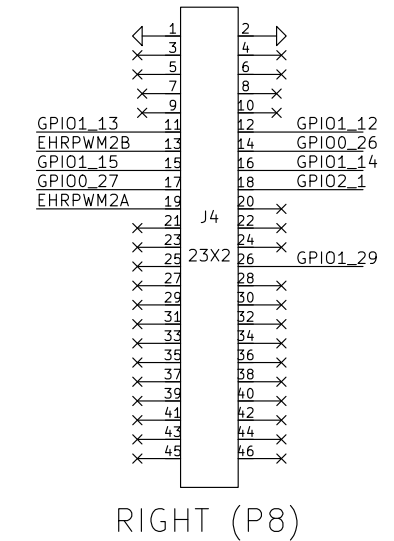 1 2
3 4
5 6
7 8
9 10
GPIO1_13 11 12 GPIO1_12
EHRPWM2B 13 14 GPIO0_26
GPIO1_15 15 16 GPIO1_14
GPIO0_27 17 18 GPIO2_1
EHRPWM2A 19 20
21 J4 22
23 24
25 23X2 26 GPIO1_29
27 28
29 30
31 32
33 34
35 36
37 38
39 40
41 42
43 44
45 46
RIGHT (P8)